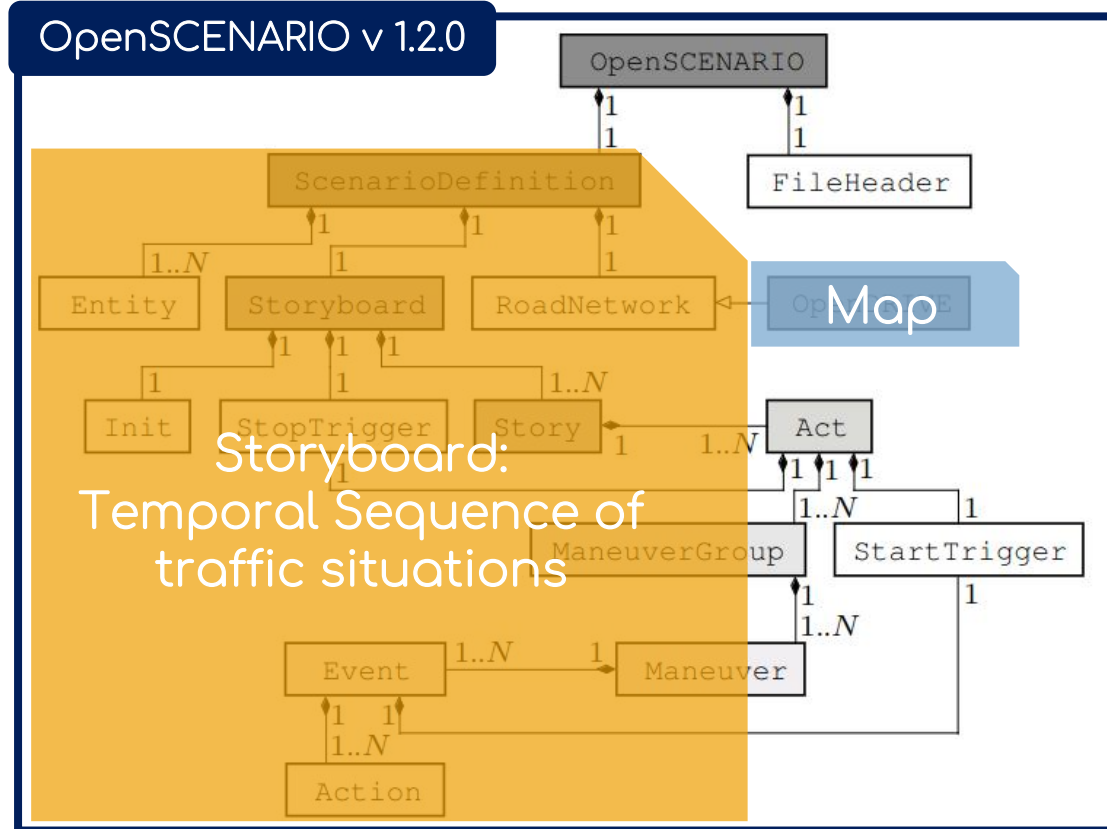 OpenSCENARIO v 1.2.0
OpenSCENARIO
1
1
1
1
ScenarioDefinition
FileHeader
1
1
1
1..N
1
1
Entity
Storyboard
RoadNetwork
OpenDRIVE
Map
1
1
1
1
1
1..N
Init
StopTrigger
Story
Act
1
1..N
1
1
1
1
Storyboard:
Temporal Sequence of
traffic situations
1..N
1
ManeuverGroup
StartTrigger
1
1
1..N
1..N
1
Event
Maneuver
1
1
1..N
Action